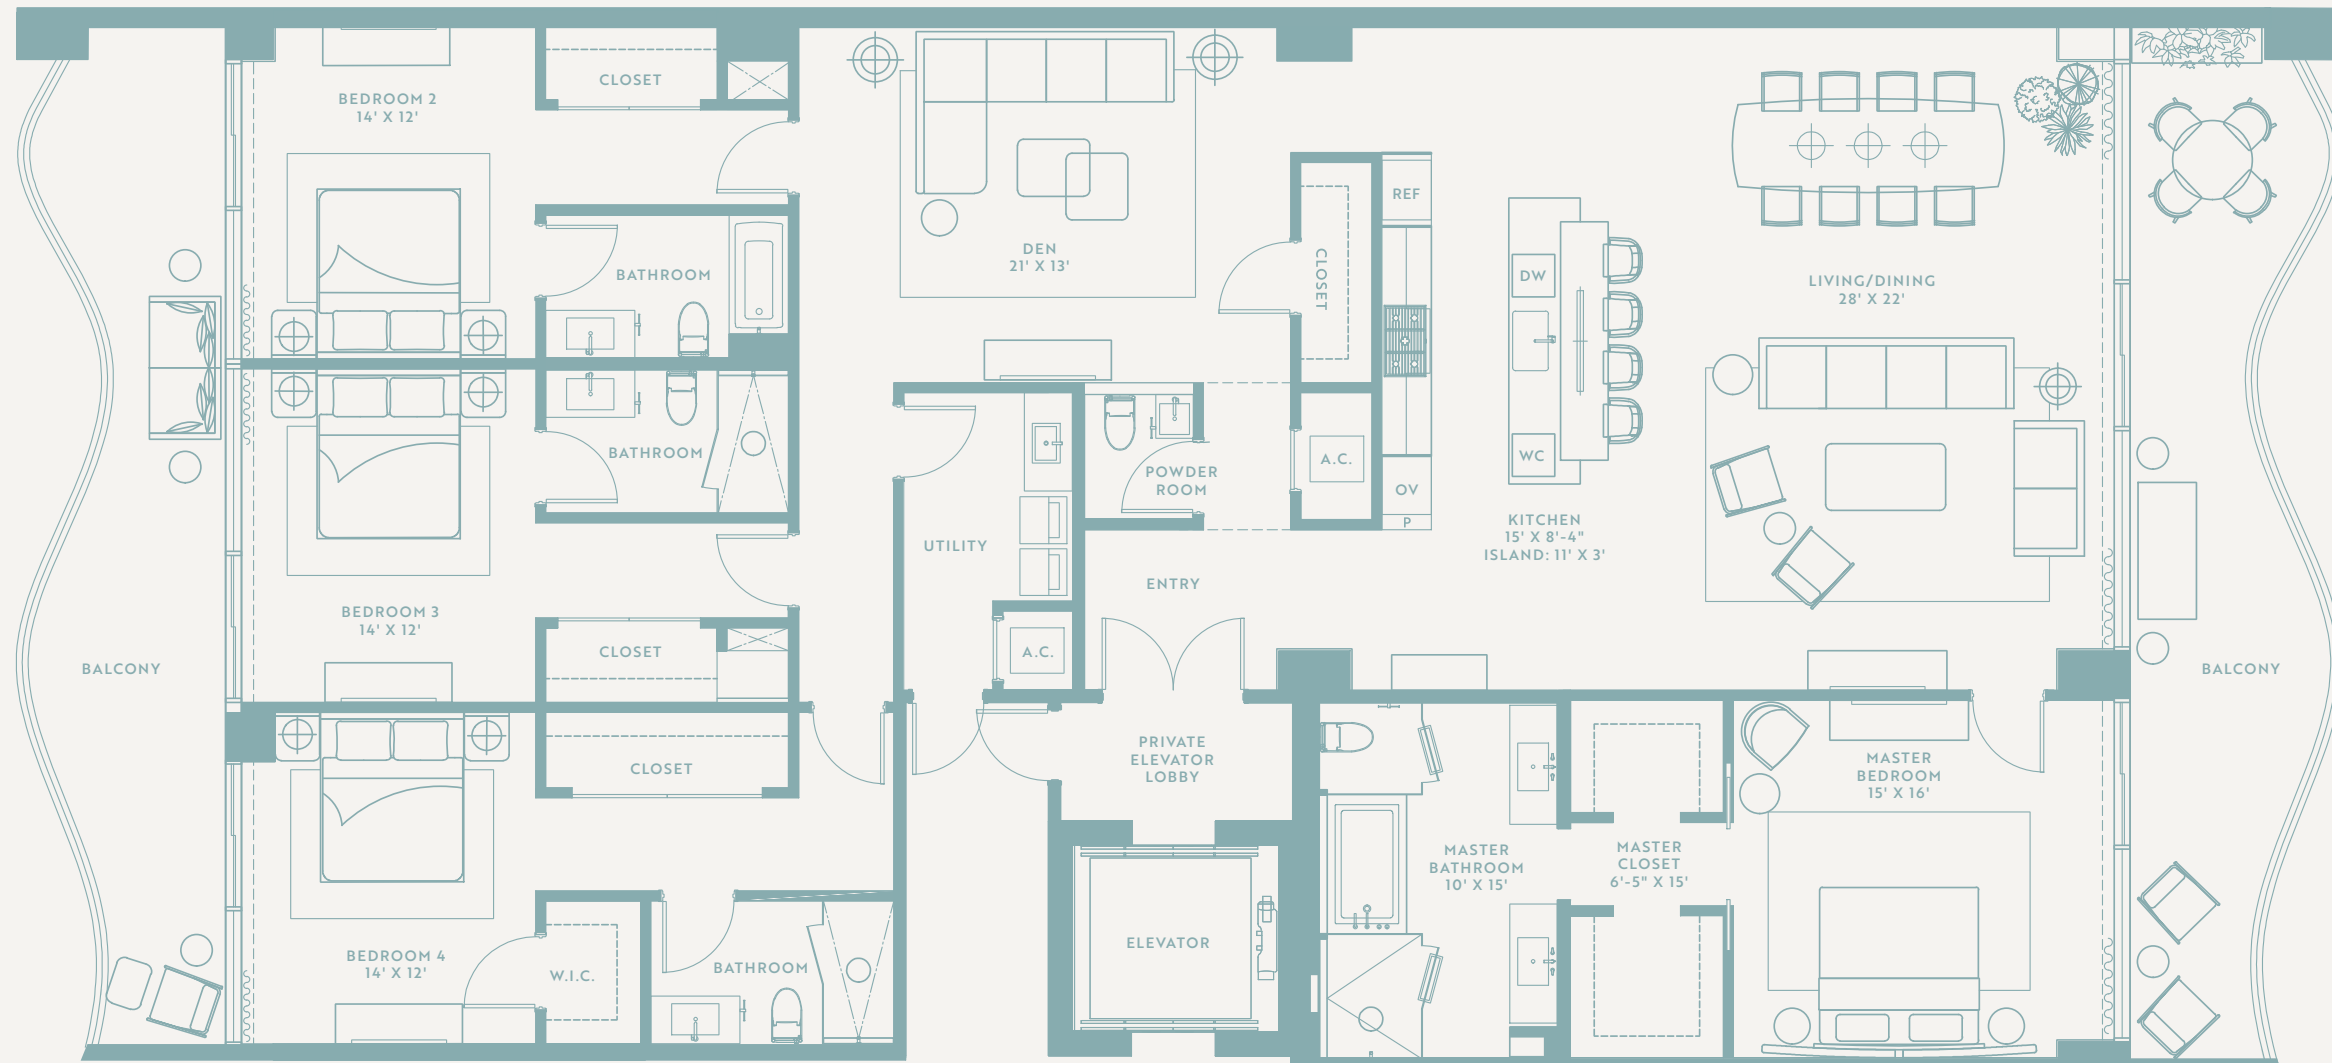 CLOSET
BEDROOM 2
14' X 12'
BATHROOM
DEN
21' X 13'
CLOSET
REF
DW
LIVING/DINING
28' X 22'
BATHROOM
POWDER
ROOM
A.C.
WC
OV
P
KITCHEN
15' X 8'-4"
ISLAND: 11' X 3'
UTILITY
ENTRY
BEDROOM 3
14' X 12'
CLOSET
A.C.
BALCONY
BALCONY
CLOSET
PRIVATE
ELEVATOR
LOBBY
MASTER
BEDROOM
15' X 16'
MASTER
BATHROOM
10' X 15'
MASTER
CLOSET
6'-5" X 15'
ELEVATOR
BEDROOM 4
14' X 12'
W.I.C.
BATHROOM